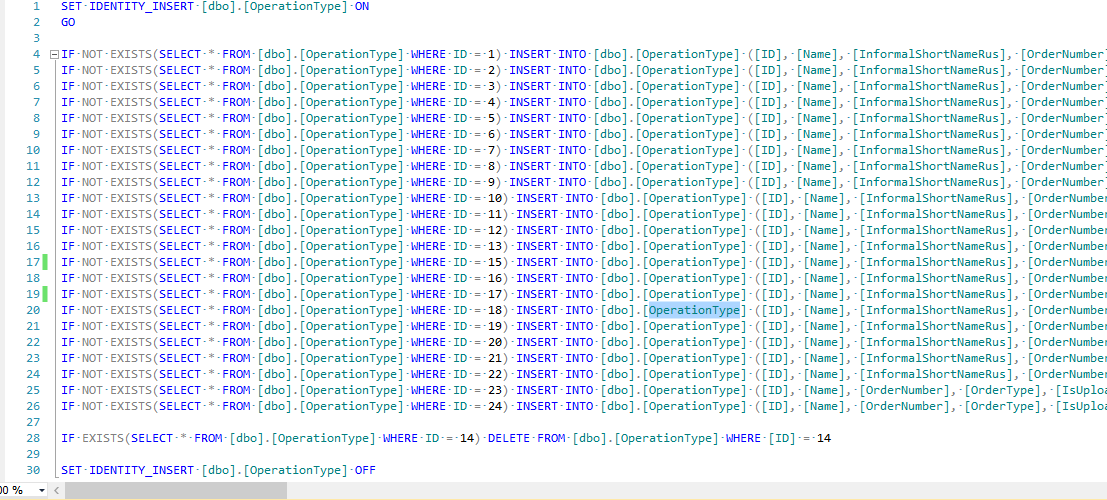 1 SET IDENTITY_INSERT [dbo].[OperationType] ON
2 GO
3
4 IF NOT EXISTS(SELECT * FROM [dbo].[OperationType] WHERE ID = 1) INSERT INTO [dbo].[OperationType] ([ID], [Name], [InformalShortNameRus], [OrderNumber]
5 IF NOT EXISTS(SELECT * FROM [dbo].[OperationType] WHERE ID = 2) INSERT INTO [dbo].[OperationType] ([ID], [Name], [InformalShortNameRus], [OrderNumber]
6 IF NOT EXISTS(SELECT * FROM [dbo].[OperationType] WHERE ID = 3) INSERT INTO [dbo].[OperationType] ([ID], [Name], [InformalShortNameRus], [OrderNumber]
7 IF NOT EXISTS(SELECT * FROM [dbo].[OperationType] WHERE ID = 4) INSERT INTO [dbo].[OperationType] ([ID], [Name], [InformalShortNameRus], [OrderNumber]
8 IF NOT EXISTS(SELECT * FROM [dbo].[OperationType] WHERE ID = 5) INSERT INTO [dbo].[OperationType] ([ID], [Name], [InformalShortNameRus], [OrderNumber]
9 IF NOT EXISTS(SELECT * FROM [dbo].[OperationType] WHERE ID = 6) INSERT INTO [dbo].[OperationType] ([ID], [Name], [InformalShortNameRus], [OrderNumber]
10 IF NOT EXISTS(SELECT * FROM [dbo].[OperationType] WHERE ID = 7) INSERT INTO [dbo].[OperationType] ([ID], [Name], [InformalShortNameRus], [OrderNumber]
11 IF NOT EXISTS(SELECT * FROM [dbo].[OperationType] WHERE ID = 8) INSERT INTO [dbo].[OperationType] ([ID], [Name], [InformalShortNameRus], [OrderNumber]
12 IF NOT EXISTS(SELECT * FROM [dbo].[OperationType] WHERE ID = 9) INSERT INTO [dbo].[OperationType] ([ID], [Name], [InformalShortNameRus], [OrderNumber]
13 IF NOT EXISTS(SELECT * FROM [dbo].[OperationType] WHERE ID = 10) INSERT INTO [dbo].[OperationType] ([ID], [Name], [InformalShortNameRus], [OrderNumber
14 IF NOT EXISTS(SELECT * FROM [dbo].[OperationType] WHERE ID = 11) INSERT INTO [dbo].[OperationType] ([ID], [Name], [InformalShortNameRus], [OrderNumber
15 IF NOT EXISTS(SELECT * FROM [dbo].[OperationType] WHERE ID = 12) INSERT INTO [dbo].[OperationType] ([ID], [Name], [InformalShortNameRus], [OrderNumber
16 IF NOT EXISTS(SELECT * FROM [dbo].[OperationType] WHERE ID = 13) INSERT INTO [dbo].[OperationType] ([ID], [Name], [InformalShortNameRus], [OrderNumber
17 IF NOT EXISTS(SELECT * FROM [dbo].[OperationType] WHERE ID = 15) INSERT INTO [dbo].[OperationType] ([ID], [Name], [InformalShortNameRus], [OrderNumber
18 IF NOT EXISTS(SELECT * FROM [dbo].[OperationType] WHERE ID = 16) INSERT INTO [dbo].[OperationType] ([ID], [Name], [InformalShortNameRus], [OrderNumber
19 IF NOT EXISTS(SELECT * FROM [dbo].[OperationType] WHERE ID = 17) INSERT INTO [dbo].[OperationType] ([ID], [Name], [InformalShortNameRus], [OrderNumber
20 IF NOT EXISTS(SELECT * FROM [dbo].[OperationType] WHERE ID = 18) INSERT INTO [dbo].[OperationType] ([ID], [Name], [InformalShortNameRus], [OrderNumber
21 IF NOT EXISTS(SELECT * FROM [dbo].[OperationType] WHERE ID = 19) INSERT INTO [dbo].[OperationType] ([ID], [Name], [InformalShortNameRus], [OrderNumber
22 IF NOT EXISTS(SELECT * FROM [dbo].[OperationType] WHERE ID = 20) INSERT INTO [dbo].[OperationType] ([ID], [Name], [InformalShortNameRus], [OrderNumber
23 IF NOT EXISTS(SELECT * FROM [dbo].[OperationType] WHERE ID = 21) INSERT INTO [dbo].[OperationType] ([ID], [Name], [InformalShortNameRus], [OrderNumber
24 IF NOT EXISTS(SELECT * FROM [dbo].[OperationType] WHERE ID = 22) INSERT INTO [dbo].[OperationType] ([ID], [Name], [InformalShortNameRus], [OrderNumber
25 IF NOT EXISTS(SELECT * FROM [dbo].[OperationType] WHERE ID = 23) INSERT INTO [dbo].[OperationType] ([ID], [Name], [OrderNumber], [OrderType], [IsUploa
26 IF NOT EXISTS(SELECT * FROM [dbo].[OperationType] WHERE ID = 24) INSERT INTO [dbo].[OperationType] ([ID], [Name], [OrderNumber], [OrderType], [IsUploa
27
28 IF EXISTS(SELECT * FROM [dbo].[OperationType] WHERE ID = 14) DELETE FROM [dbo].[OperationType] WHERE [ID] = 14
29
30 SET IDENTITY_INSERT [dbo].[OperationType] OFF
00 %